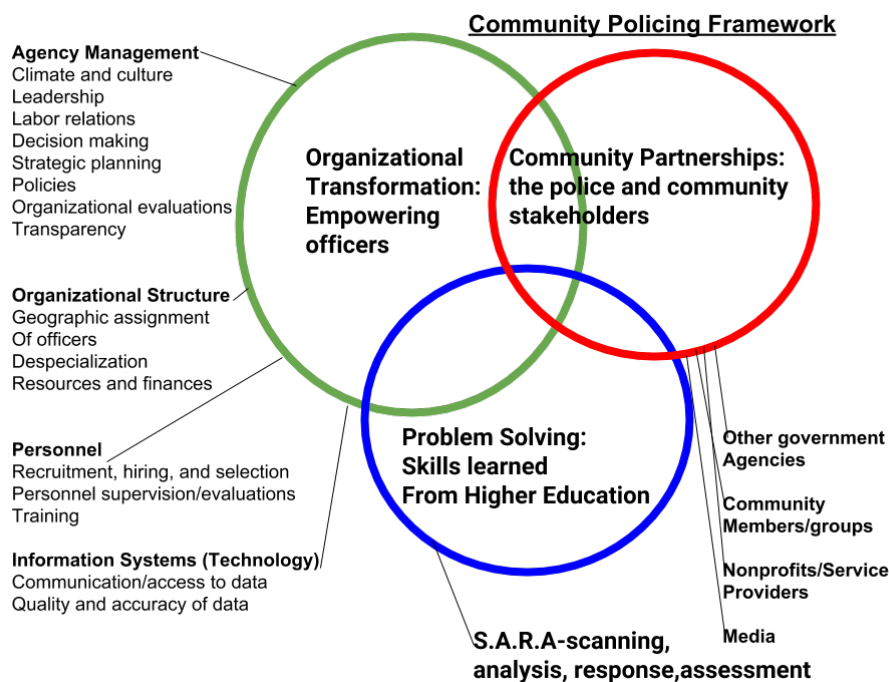 Community Policing Framework
Agency Management
Climate and culture
Leadership
Labor relations
Decision making
Strategic planning
Policies
Organizational evaluations
Transparency
Organizational
Transformation:
Empowering
officers
Community Partnerships:
the police and community
stakeholders
Organizational Structure
Geographic assignment
Of officers
Despecialization
Resources and finances
Personnel
Recruitment, hiring, and selection
Personnel supervision/evaluations
Training
Information Systems (Technology)
Communication/access to data
Quality and accuracy of data
Problem Solving:
Skills learned
From Higher Education
Other government
Agencies
Community
Members/groups
Nonprofits/Service
Providers
Media
S.A.R.A-scanning,
analysis, response,assessment